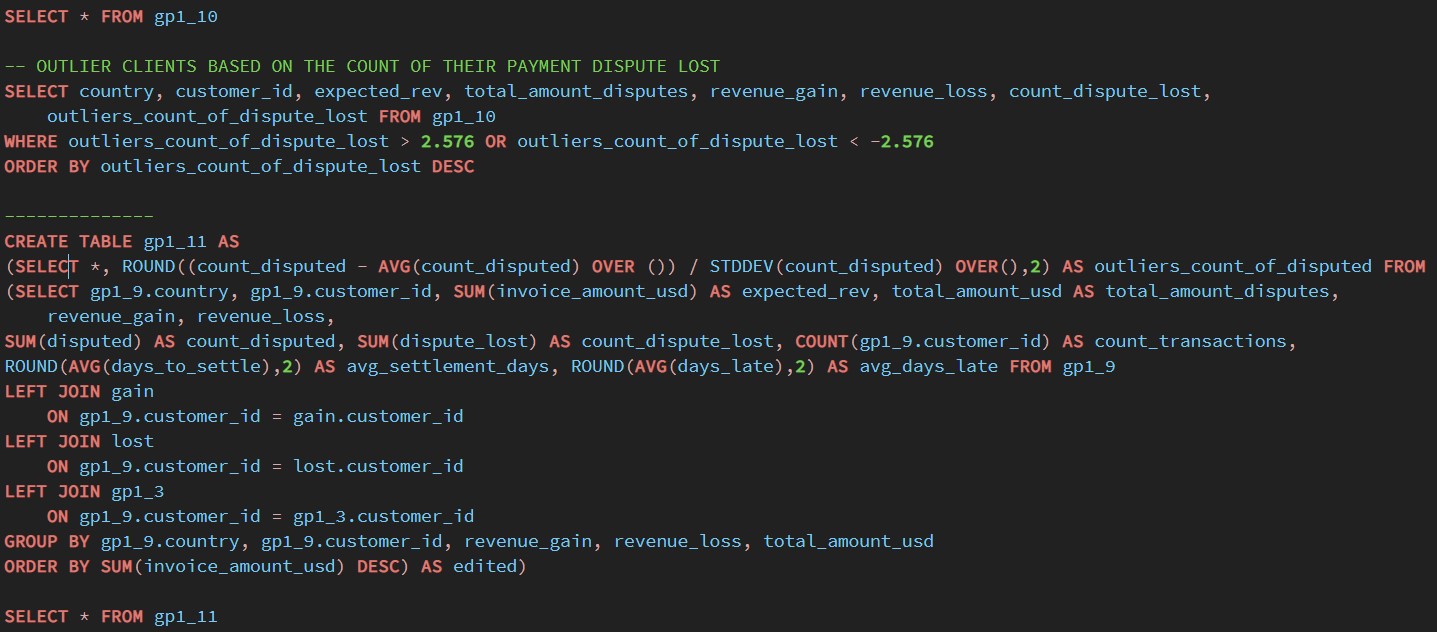 SELECT * FROM gp1_10
-- OUTLIER CLIENTS BASED ON THE COUNT OF THEIR PAYMENT DISPUTE LOST
SELECT country, customer_id, expected_rev, total_amount_disputes, revenue_gain, revenue_loss, count_dispute_lost,
outliers_count_of_dispute_lost FROM gp1_10
WHERE outliers_count_of_dispute_lost > 2.576 OR outliers_count_of_dispute_lost < -2.576
ORDER BY outliers_count_of_dispute_lost DESC
--------------
CREATE TABLE gp1_11 AS
(SELECT *, ROUND((count_disputed - AVG(count_disputed) OVER ()) / STDDEV(count_disputed) OVER(),2) AS outliers_count_of_disputed FROM
(SELECT gp1_9.country, gp1_9.customer_id, SUM(invoice_amount_usd) AS expected_rev, total_amount_usd AS total_amount_disputes,
revenue_gain, revenue_loss,
SUM(disputed) AS count_disputed, SUM(dispute_lost) AS count_dispute_lost, COUNT(gp1_9.customer_id) AS count_transactions,
ROUND(AVG(days_to_settle),2) AS avg_settlement_days, ROUND(AVG(days_late),2) AS avg_days_late FROM gp1_9
LEFT JOIN gain
ON gp1_9.customer_id = gain.customer_id
LEFT JOIN lost
ON gp1_9.customer_id = lost.customer_id
LEFT JOIN gp1_3
ON gp1_9.customer_id = gp1_3.customer_id
GROUP BY gp1_9.country, gp1_9.customer_id, revenue_gain, revenue_loss, total_amount_usd
ORDER BY SUM(invoice_amount_usd) DESC) AS edited)
SELECT * FROM gp1_11